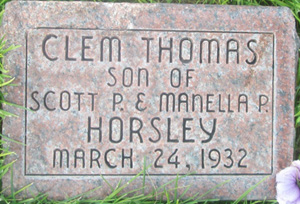 CLEM THOMAS
SON OF
SCOTT P. & MANELLA P.
HORSLEY
MARCH 24, 1932